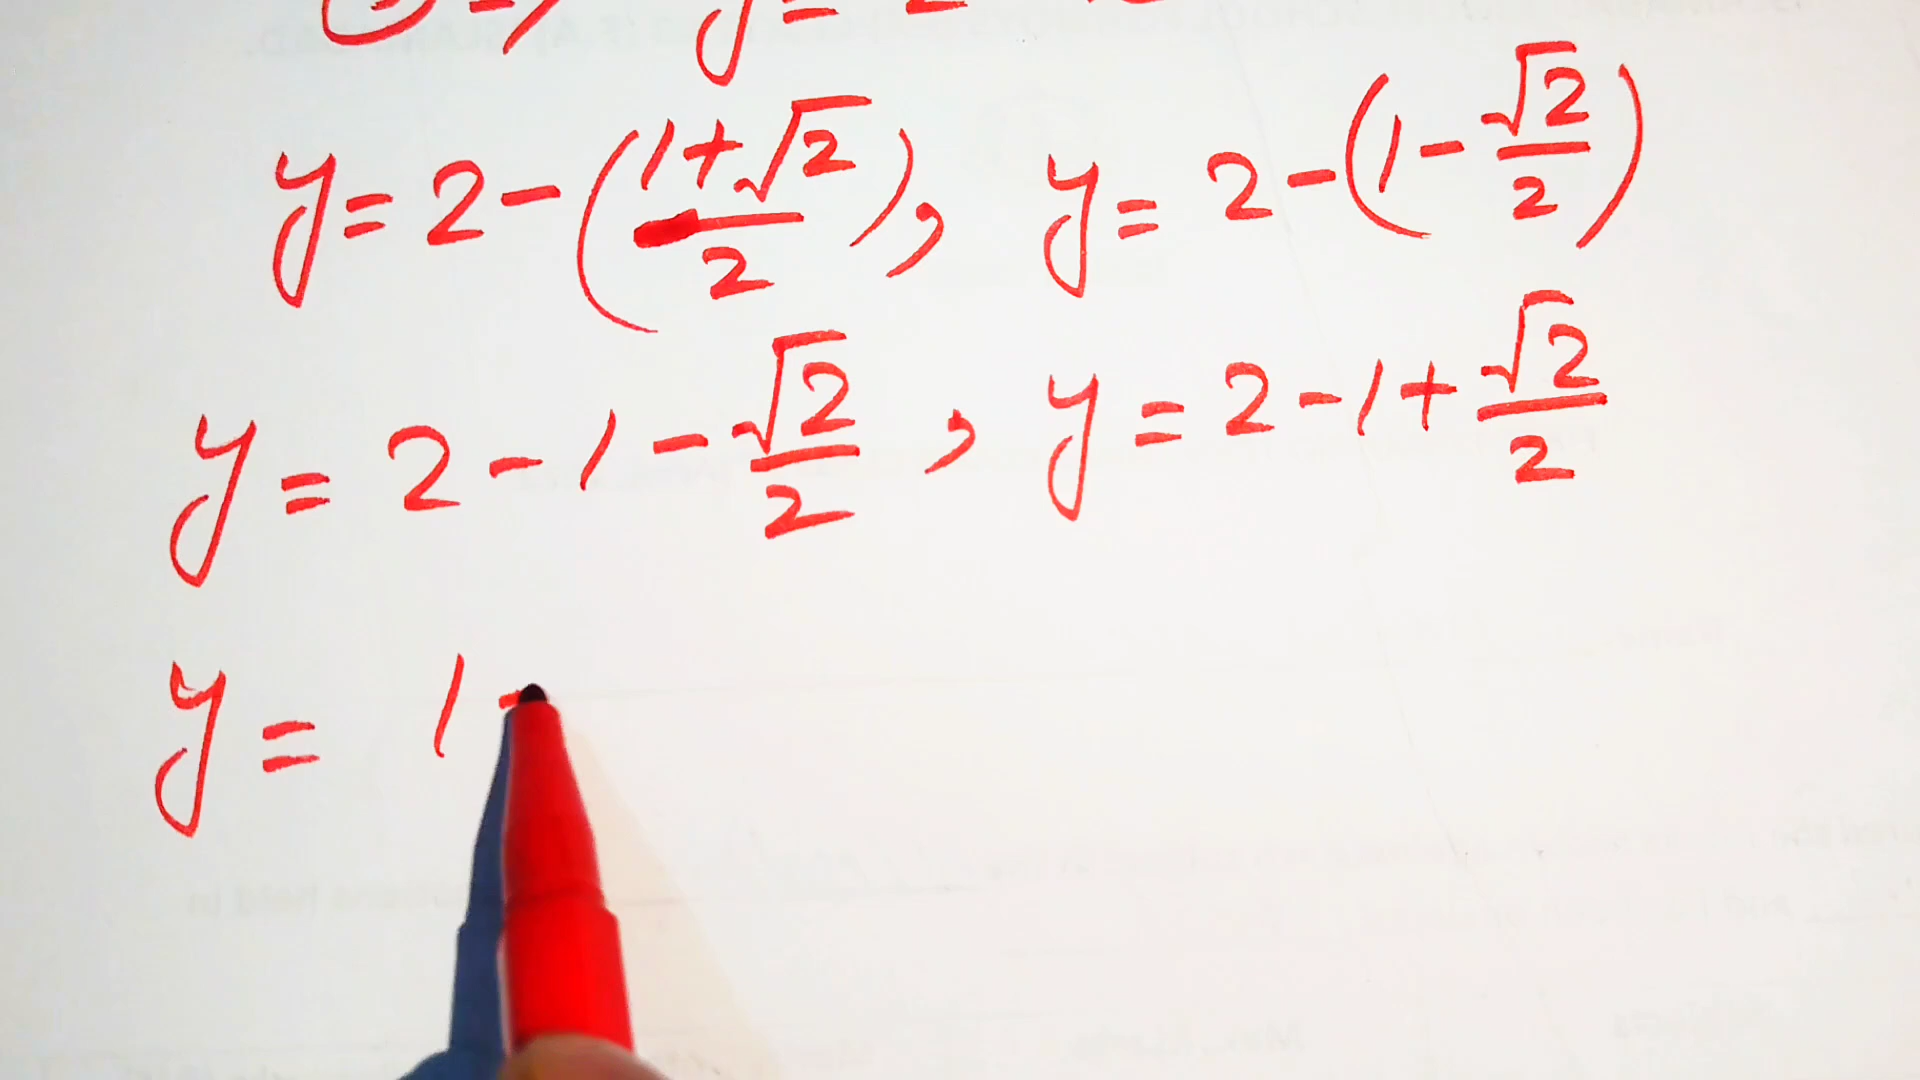 y = 2 - (1+√2/2), y = 2 - (1 - √2/2)
y = 2 - 1 - √2/2, y = 2 - 1 + √2/2
y = 1 -